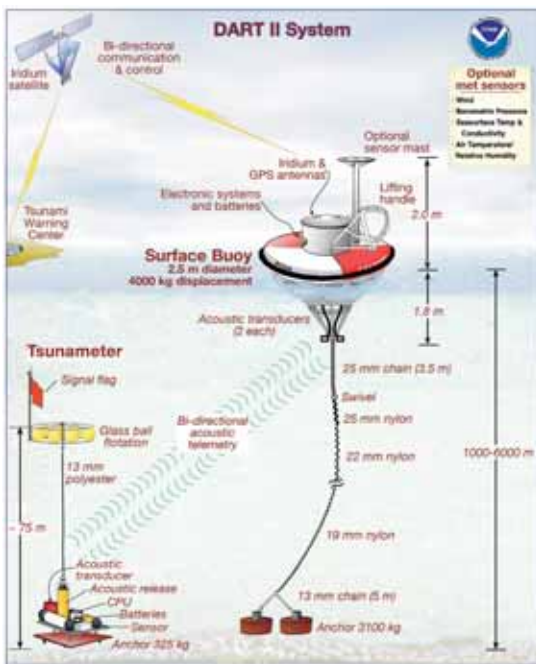 DART II System
Iridium
satellite
Bi-directional
communication
& control
Optional
met sensors
Wind
Barometric Pressure
Seasurface Temp &
Conductivity
Air Temperature/
Relative Humidity
Optional
sensor mast
Iridium &
GPS antennas
Electronic systems
and batteries
Lifting
handle
2.0 m
Tsunami
Warning
Center
Surface Buoy
2.5 m diameter
4000 kg displacement
1.8 m
Acoustic transducers
(2 each)
Tsunameter
Signal flag
Glass ball
flotation
Bi-directional
acoustic
telemetry
25 mm chain (3.5 m)
Swivel
25 mm nylon
22 mm nylon
1000-6000 m
13 mm
polyester
~ 75 m
19 mm nylon
Acoustic
transducer
Acoustic release
CPU
Batteries
Sensor
Anchor 325 kg
13 mm chain (5 m)
Anchor 3100 kg